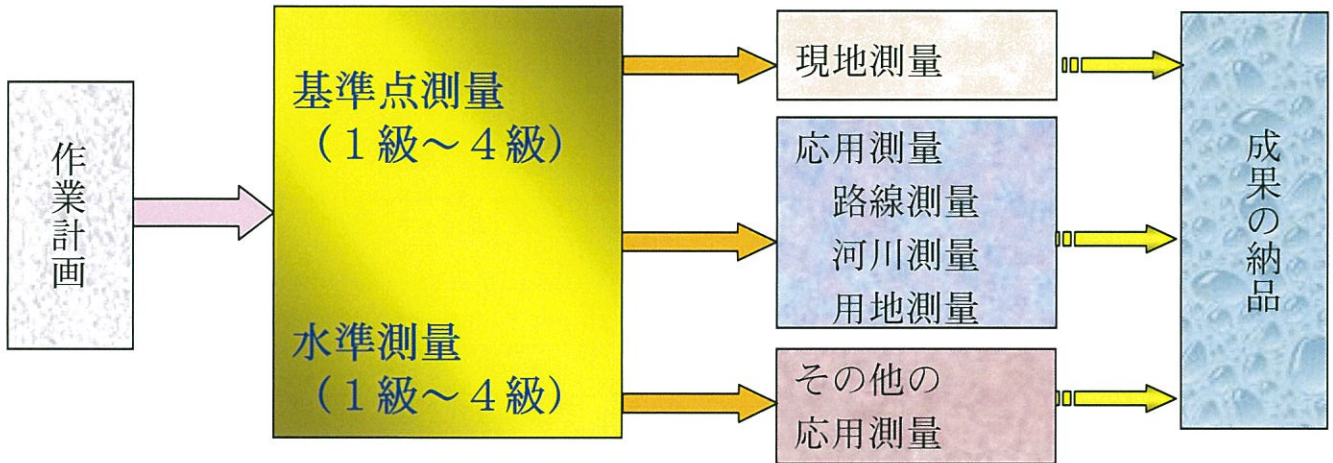 作業計画
基準点測量
（１級～４級）
水準測量
（１級～４級）
現地測量
応用測量
路線測量
河川測量
用地測量
その他の
応用測量
成果の納品